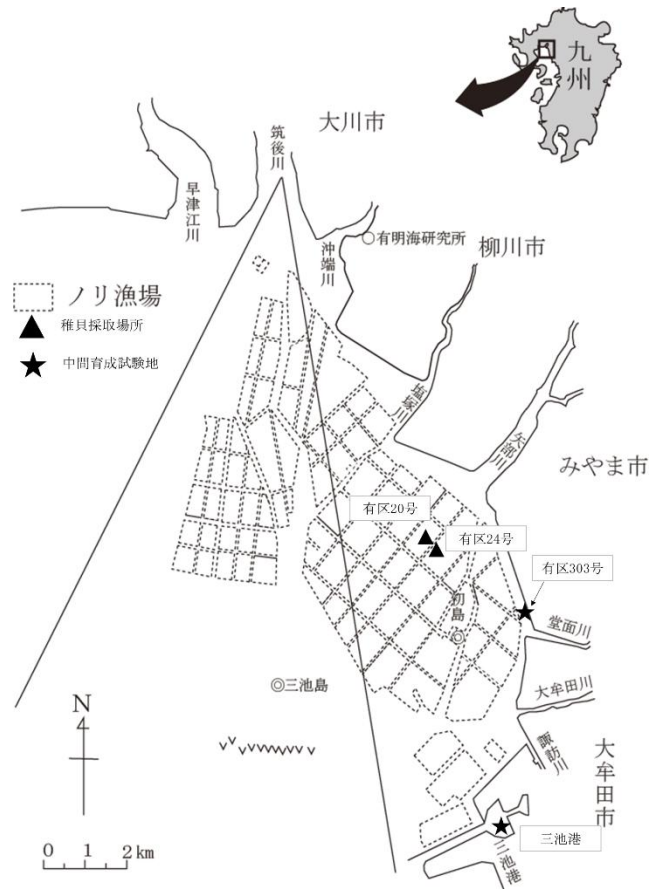 九州
大川市
筑後川
早津江川
沖端川
○有明海研究所
柳川市
ノリ漁場
稚貝採取場所
中間育成試験地
塩塚川
矢部川
みやま市
有区20号
有区24号
有区303号
初島
堂面川
三池島
大牟田川
諏訪川
大牟田市
N
三池港
三池港
0 1 2km